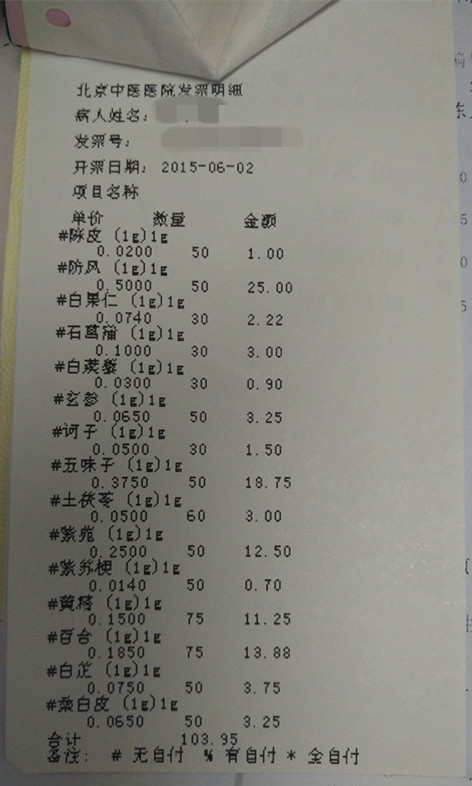 北京中医医院发票明细
病人姓名:
发票号:
开票日期: 2015-06-02
项目名称
单价 数量 金额
#陈皮 (1g)1g
0.0200 50 1.00
#防风 (1g)1g
0.5000 50 25.00
#白果仁 (1g)1g
0.0740 30 2.22
#石菖蒲 (1g)1g
0.1000 30 3.00
#白蒺藜 (1g)1g
0.0300 30 0.90
#玄参 (1g)1g
0.0650 50 3.25
#诃子 (1g)1g
0.0500 30 1.50
#五味子 (1g)1g
0.3750 50 18.75
#土茯苓 (1g)1g
0.0500 60 3.00
#紫菀 (1g)1g
0.2500 50 12.50
#紫苏梗 (1g)1g
0.0140 50 0.70
#黄精 (1g)1g
0.1500 75 11.25
#百合 (1g)1g
0.1850 75 13.88
#白芷 (1g)1g
0.0750 50 3.75
#桑白皮 (1g)1g
0.0650 50 3.25
合计 103.95
备注: # 无自付 % 有自付 * 全自付